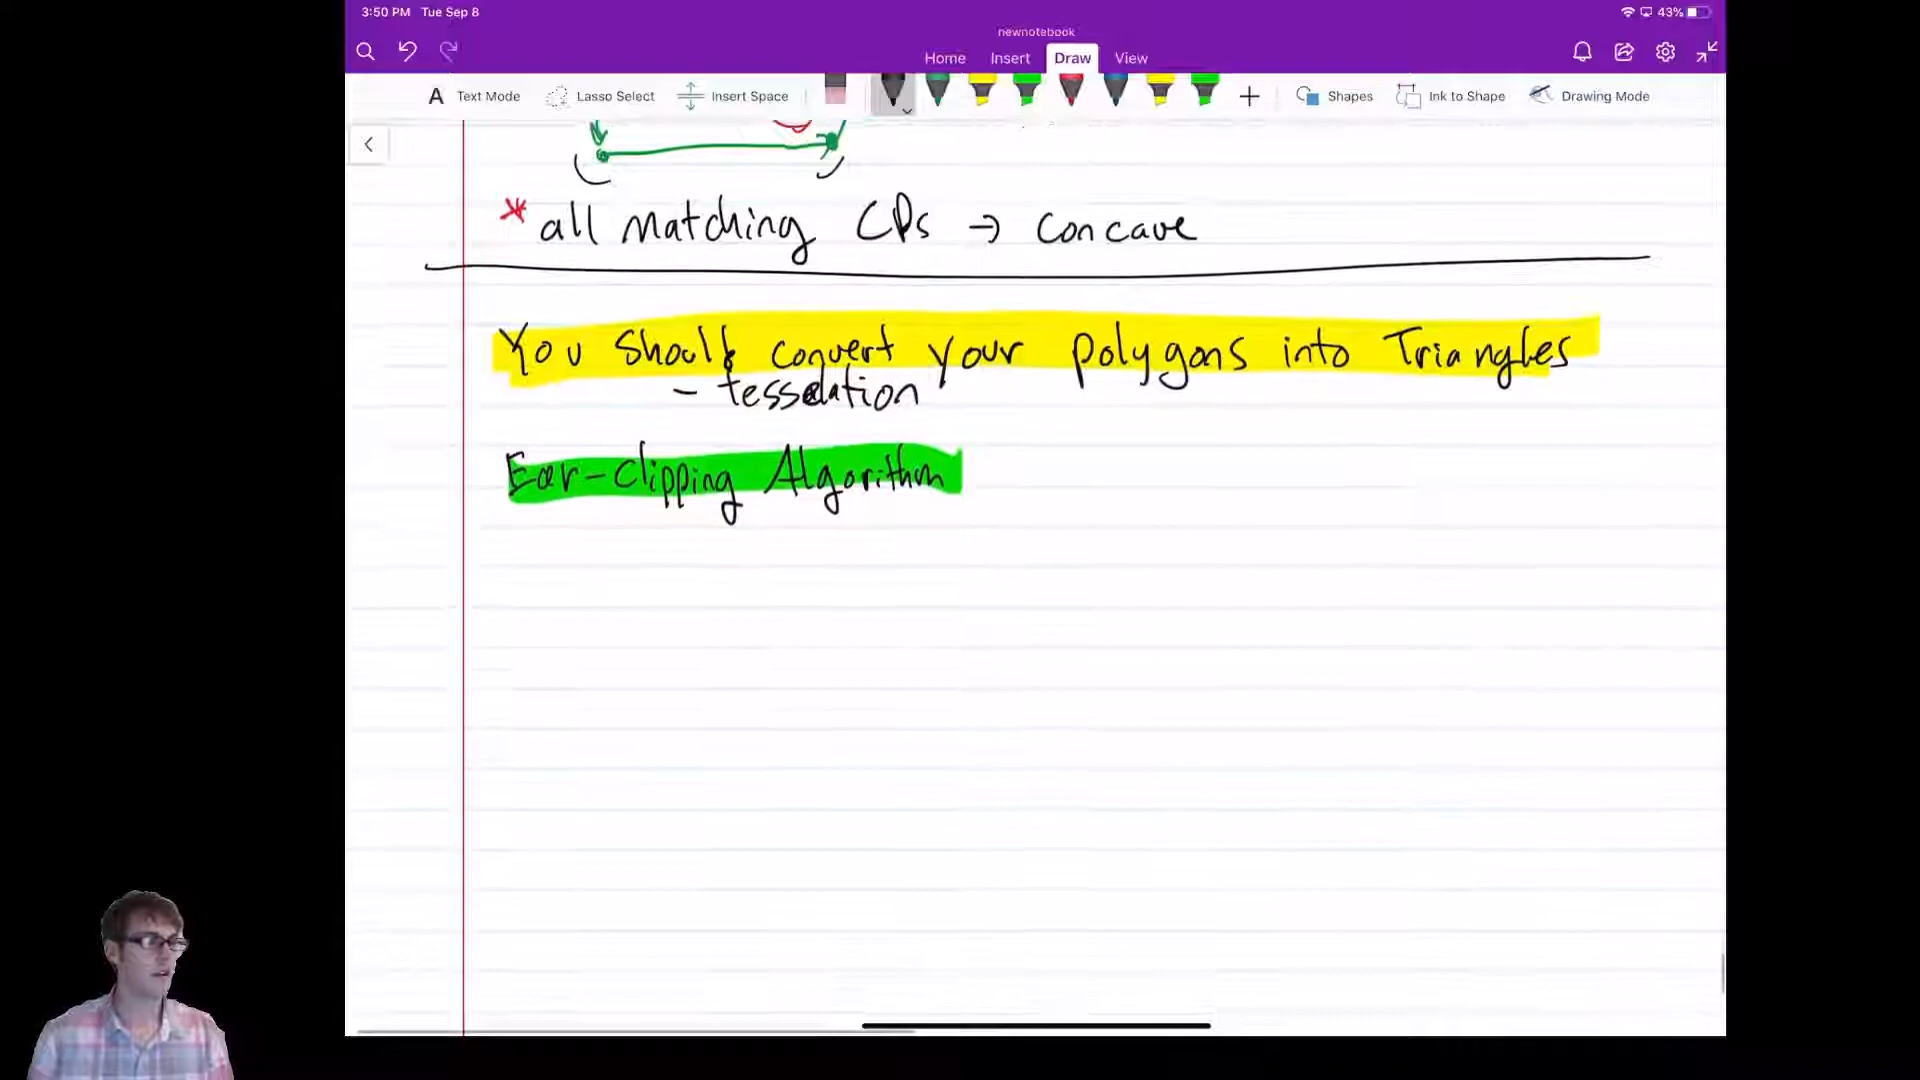 3:50 PM Tue Sep 8
43%
newnotebook
Home Insert Draw View
A Text Mode Lasso Select Insert Space Shapes Ink to Shape Drawing Mode
* all matching CPs → concave
You should convert your polygons into Triangles
- tesselation
Ear-clipping Algorithm